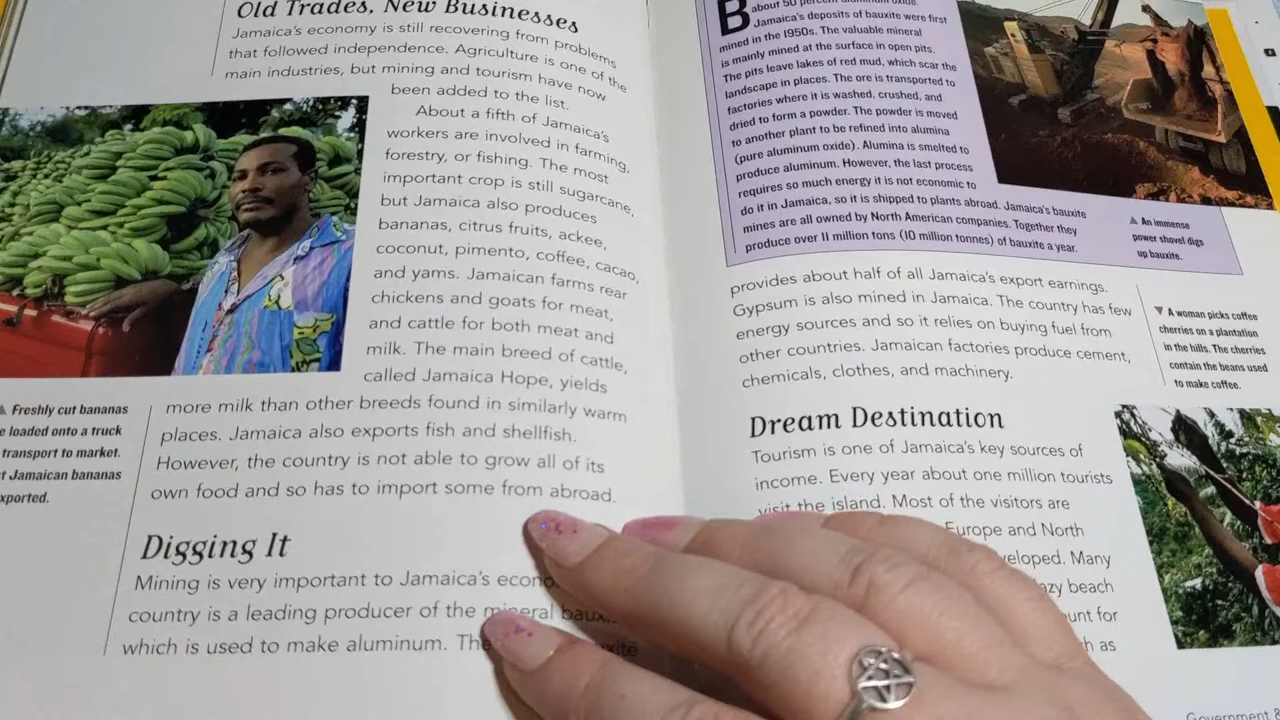 Old Trades, New Businesses
Jamaica's economy is still recovering from problems
that followed independence. Agriculture is one of the
main industries, but mining and tourism have now
been added to the list.
About a fifth of Jamaica's
workers are involved in farming,
forestry, or fishing. The most
important crop is still sugarcane,
but Jamaica also produces
bananas, citrus fruits, ackee,
coconut, pimento, coffee, cacao,
and yams. Jamaican farms rear
chickens and goats for meat,
and cattle for both meat and
milk. The main breed of cattle,
called Jamaica Hope, yields
more milk than other breeds found in similarly warm
places. Jamaica also exports fish and shellfish.
However, the country is not able to grow all of its
own food and so has to import some from abroad.
Freshly cut bananas
loaded onto a truck
transport to market.
Jamaican bananas
Digging It
Mining is very important to Jamaica's
country is a leading producer of the mineral
which is used to make aluminum. The
about 50 percent aluminum oxide.
Jamaica's deposits of bauxite were first
mined in the 1950s. The valuable mineral
is mainly mined at the surface in open pits.
The pits leave lakes of red mud, which scar the
landscape in places. The ore is transported to
factories where it is washed, crushed, and
dried to form a powder. The powder is moved
to another plant to be refined into alumina
(pure aluminum oxide). Alumina is smelted to
produce aluminum. However, the last process
requires so much energy it is not economic to
do it in Jamaica, so it is shipped to plants abroad. Jamaica's bauxite
mines are all owned by North American companies. Together they
produce over 11 million tons (10 million tonnes) of bauxite a year.
An immense
power shovel digs
up bauxite.
provides about half of all Jamaica's export earnings.
Gypsum is also mined in Jamaica. The country has few
energy sources and so it relies on buying fuel from
other countries. Jamaican factories produce cement,
chemicals, clothes, and machinery.
A woman picks coffee
cherries on a plantation
in the hills. The cherries
contain the beans used
to make coffee.
Dream Destination
Tourism is one of Jamaica's key sources of
income. Every year about one million tourists
visit the island. Most of the visitors are
Europe and North
Many
beach
for
as
Government &